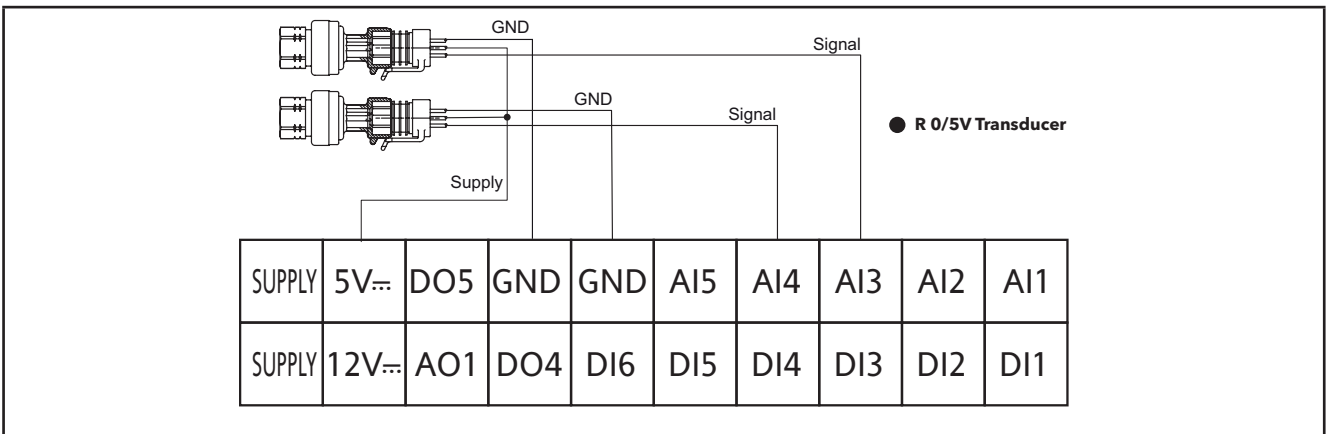 GND
Signal
GND
Signal
R 0/5V Transducer
Supply
SUPPLY 5V⎓ DO5 GND GND AI5 AI4 AI3 AI2 AI1
SUPPLY 12V⎓ AO1 DO4 DI6 DI5 DI4 DI3 DI2 DI1